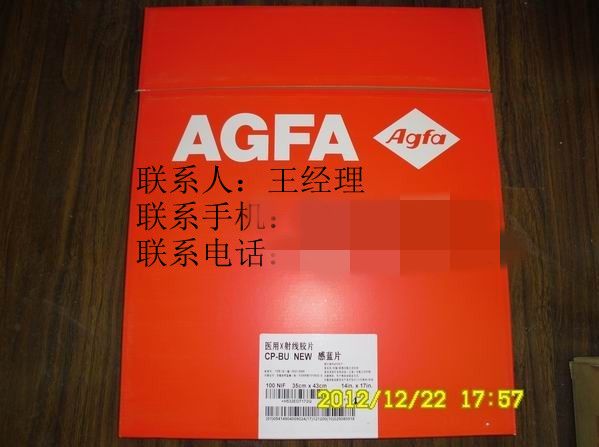 AGFA
Agfa
联系人：王经理
联系手机：
联系电话：
医用X射线胶片
CP-BU NEW 感蓝片
100 NIF 35cm x 43cm 14in. x 17in.
2012/12/22 17:57